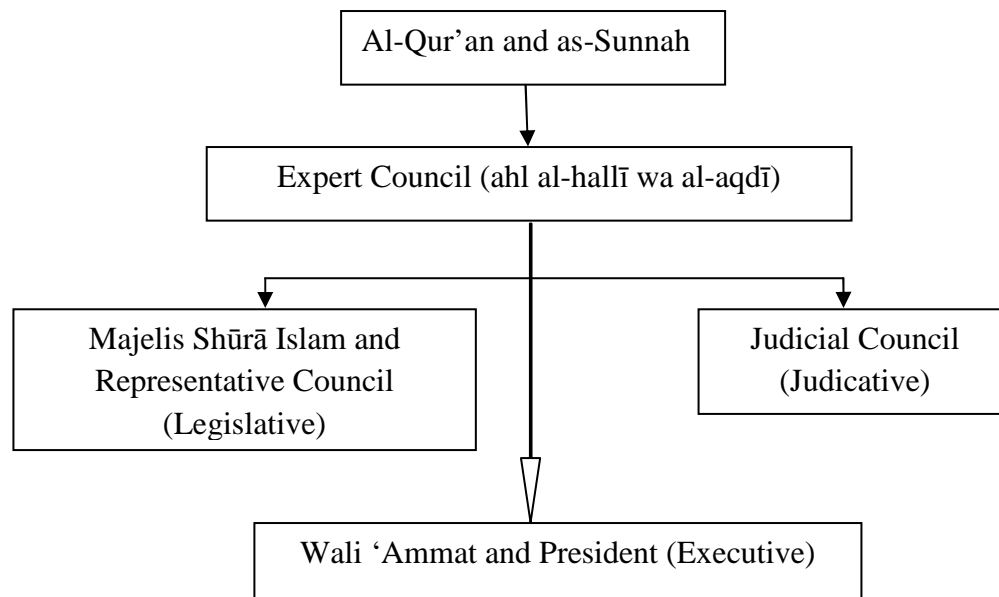 Al-Qur’an and as-Sunnah
Expert Council (ahl al-hallī wa al-aqdī)
Majelis Shūrā Islam and
Representative Council
(Legislative)
Judicial Council
(Judicative)
Wali ‘Ammat and President (Executive)